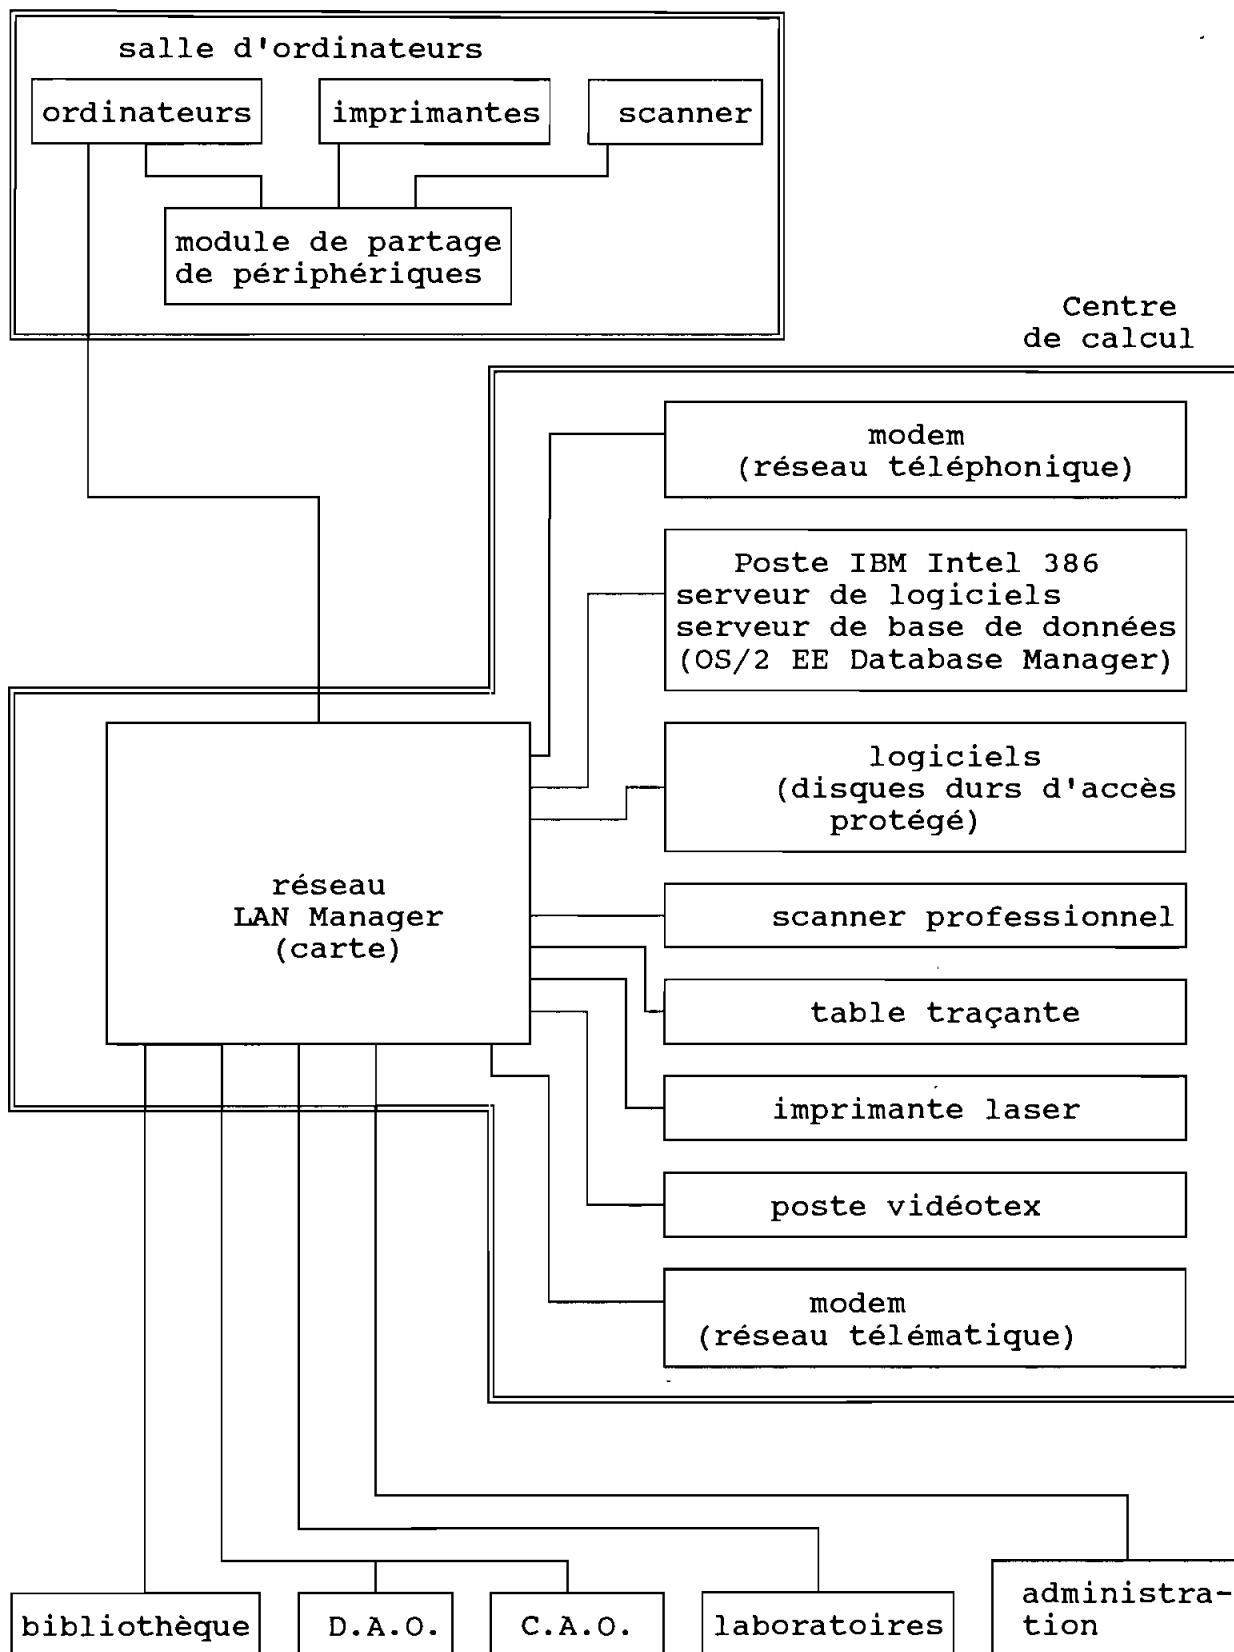 salle d'ordinateurs
ordinateurs
imprimantes
scanner
module de partage
de périphériques
Centre
de calcul
modem
(réseau téléphonique)
Poste IBM Intel 386
serveur de logiciels
serveur de base de données
(OS/2 EE Database Manager)
logiciels
(disques durs d'accès
protégé)
réseau
LAN Manager
(carte)
scanner professionnel
table traçante
imprimante laser
poste vidéotex
modem
(réseau télématique)
bibliothèque
D.A.O.
C.A.O.
laboratoires
administra-
tion